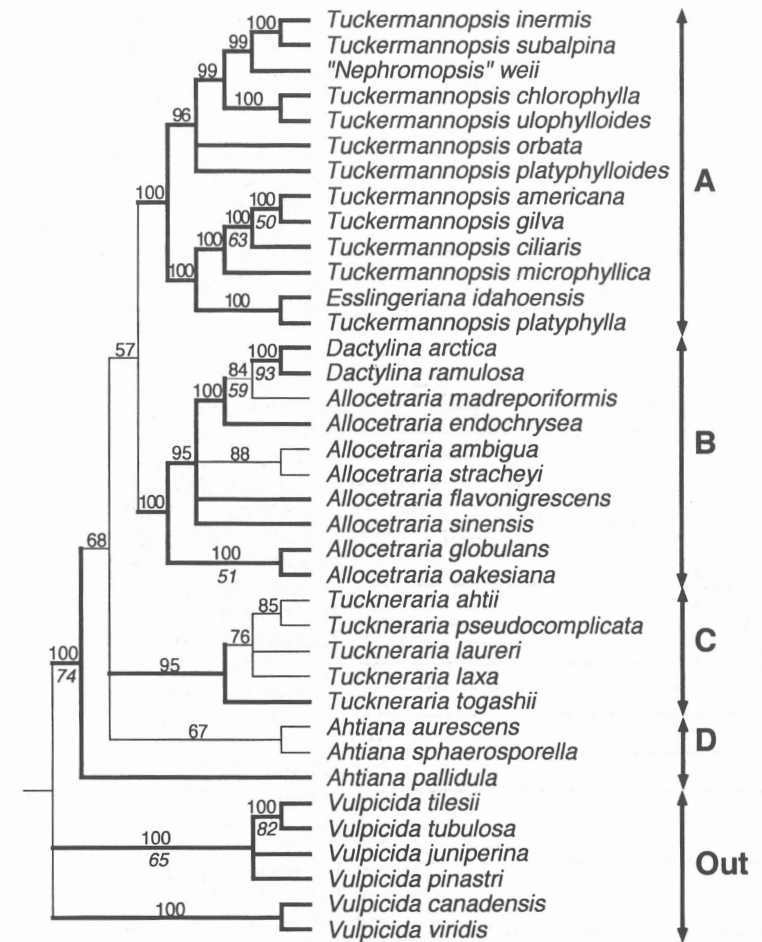 100 Tuckermannopsis inermis
99 Tuckermannopsis subalpina
99 "Nephromopsis" weii
100 Tuckermannopsis chlorophylla
96 Tuckermannopsis ulophylloides
Tuckermannopsis orbata
Tuckermannopsis platyphylloides
A
100 100 Tuckermannopsis americana
100 50 Tuckermannopsis gilva
100 63 Tuckermannopsis ciliaris
100 Tuckermannopsis microphyllica
100 Esslingeriana idahoensis
Tuckermannopsis platyphylla
57 100 Dactylina arctica
84 93 Dactylina ramulosa
100 59 Allocetraria madreporiformis
Allocetraria endochrysea
B
95 88 Allocetraria ambigua
Allocetraria stracheyi
100 Allocetraria flavonigrescens
Allocetraria sinensis
68 100 Allocetraria globulans
51 Allocetraria oakesiana
85 Tuckneraria ahtii
76 Tuckneraria pseudocomplicata
C
100 Tuckneraria laureri
74 95 Tuckneraria laxa
Tuckneraria togashii
67 Ahtiana aurescens
D
Ahtiana sphaerosporella
Ahtiana pallidula
100 Vulpicida tilesii
100 82 Vulpicida tubulosa
65 Vulpicida juniperina
Out
Vulpicida pinastri
100 Vulpicida canadensis
Vulpicida viridis